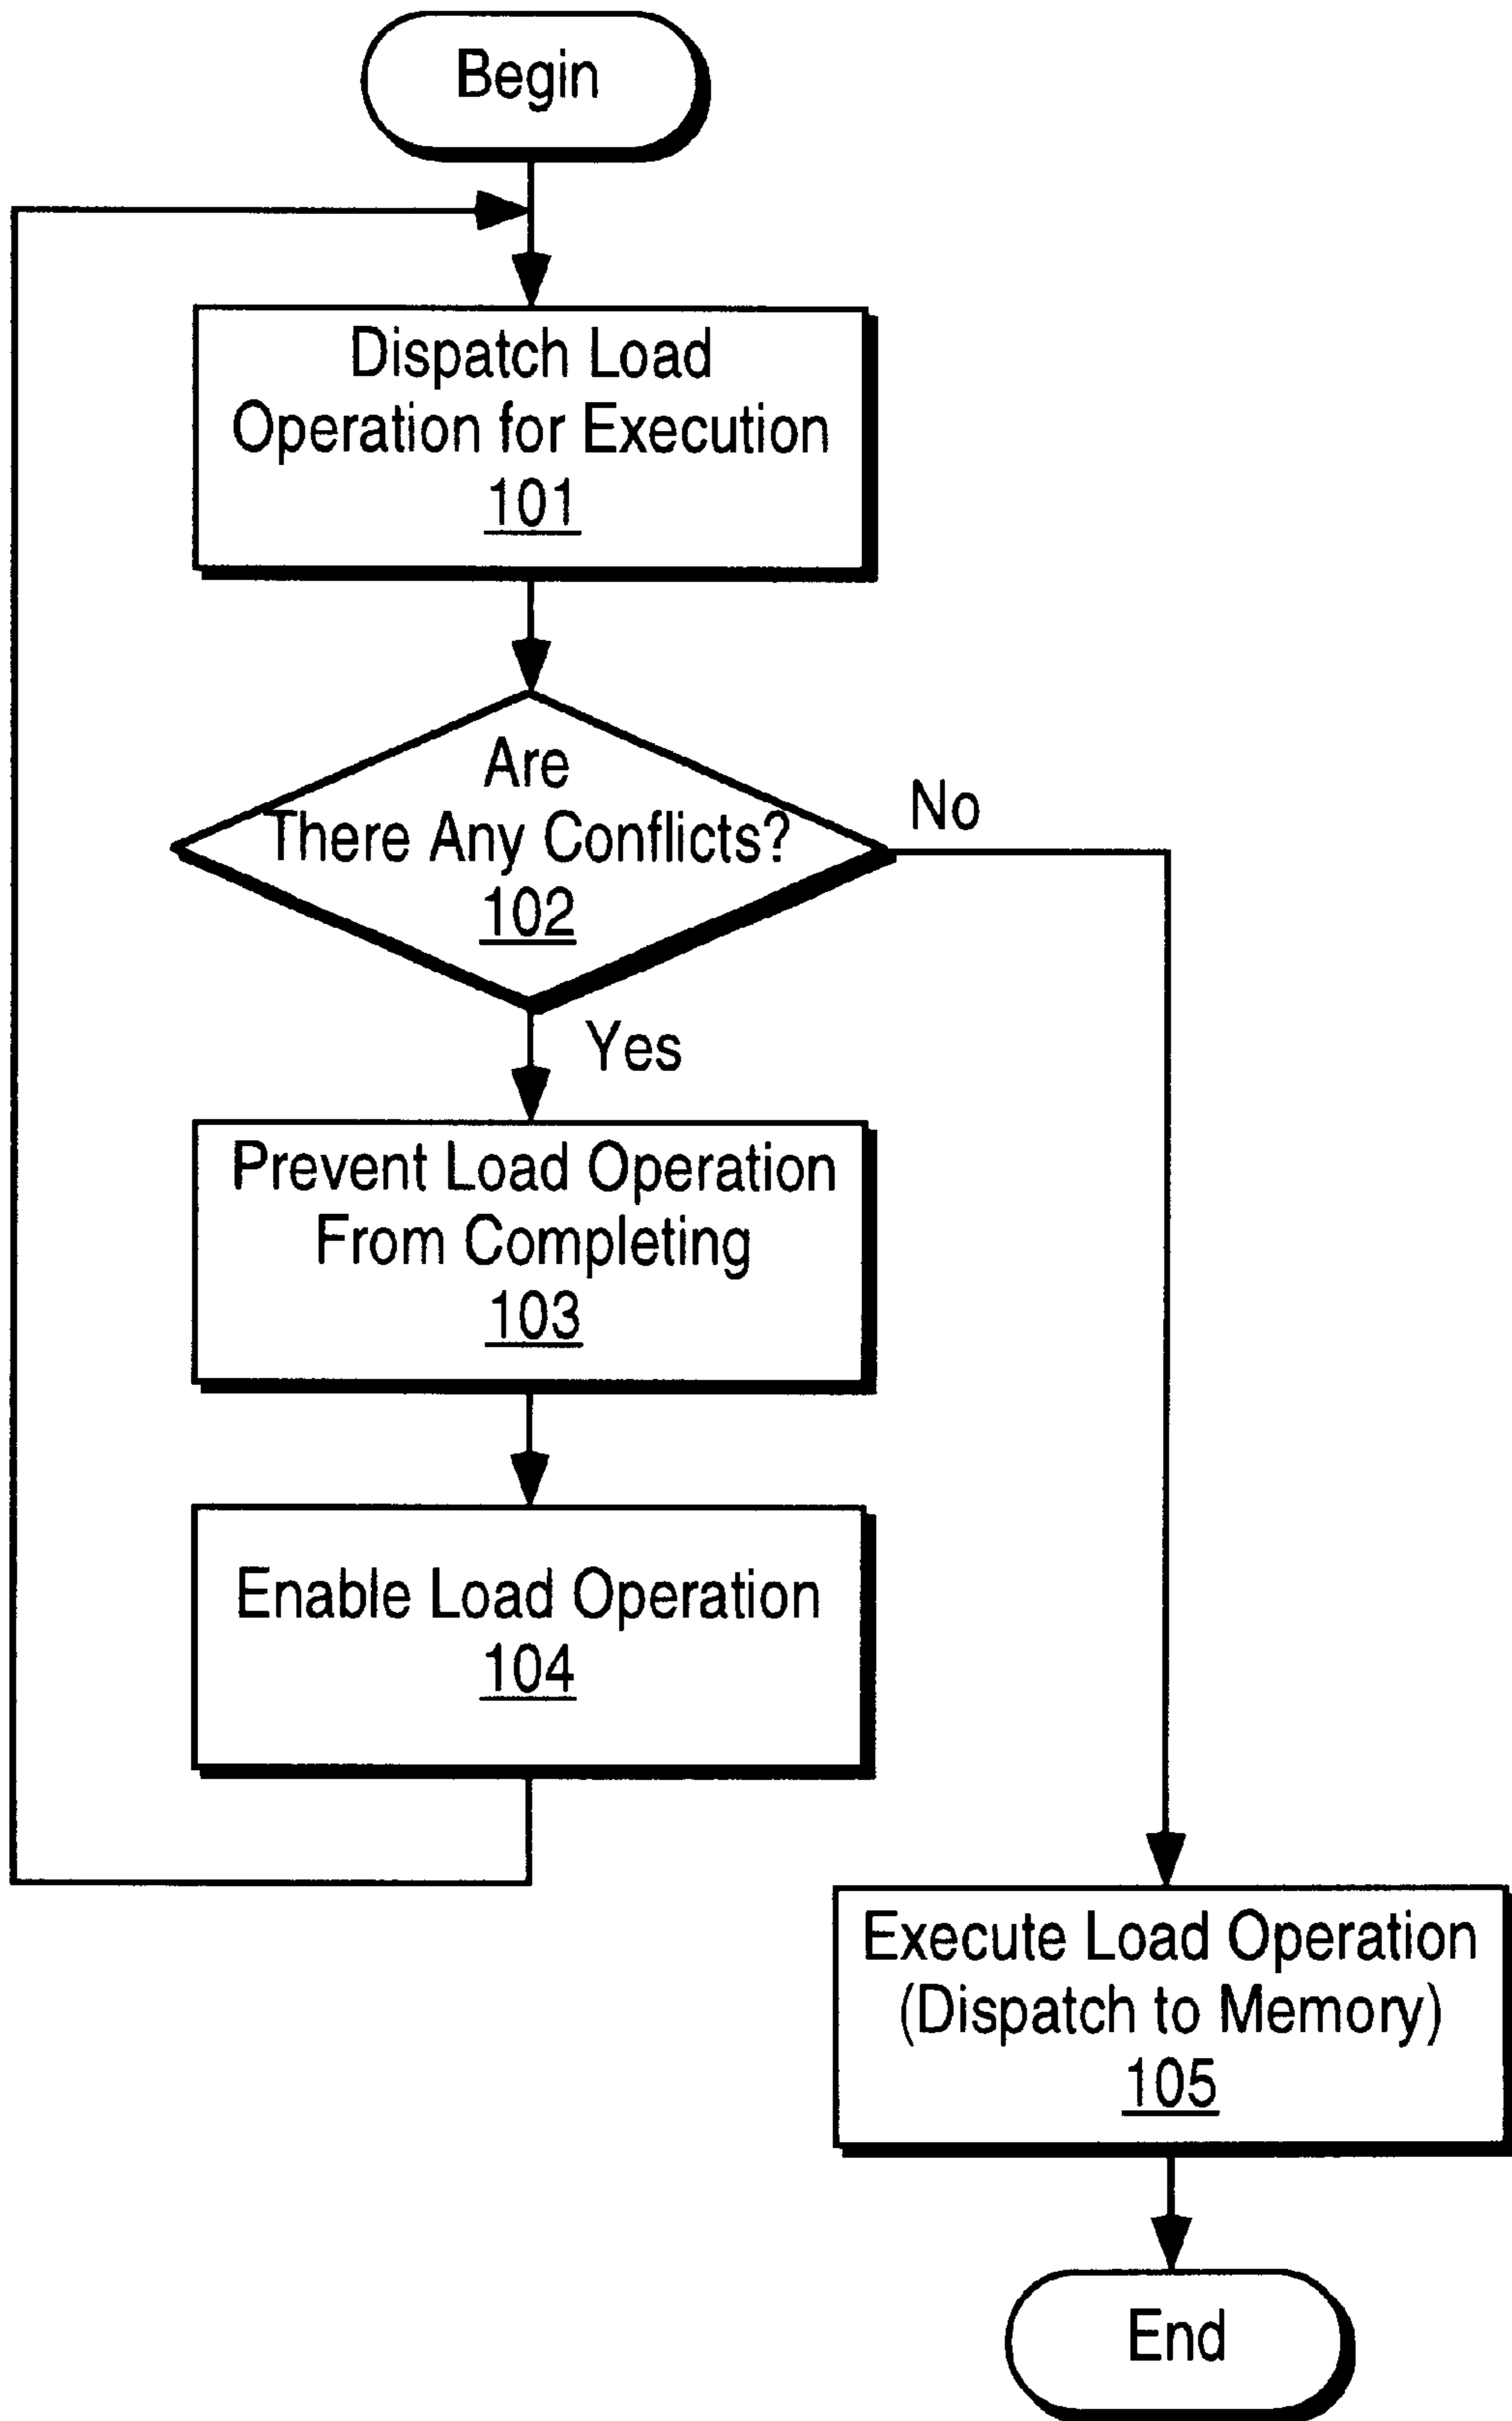 Begin
Dispatch Load
Operation for Execution
101
Are
There Any Conflicts?
102
No
Yes
Prevent Load Operation
From Completing
103
Enable Load Operation
104
Execute Load Operation
(Dispatch to Memory)
105
End